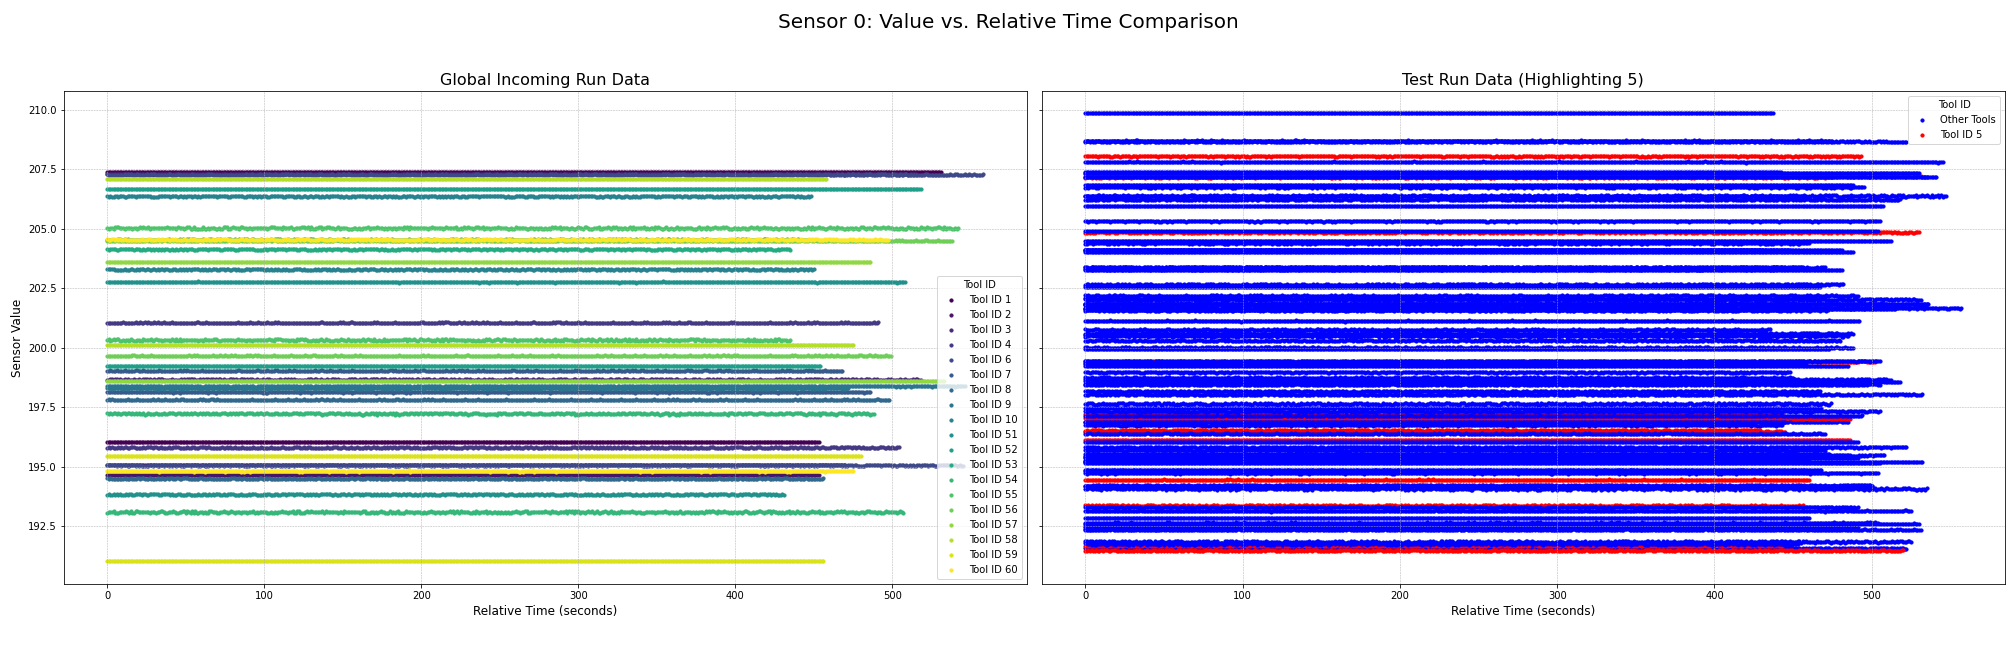 Sensor 0: Value vs. Relative Time Comparison
Global Incoming Run Data
Sensor Value
210.0
207.5
205.0
202.5
200.0
197.5
195.0
192.5
0
100
200
300
400
500
Relative Time (seconds)
Tool ID
Tool ID 1
Tool ID 2
Tool ID 3
Tool ID 4
Tool ID 6
Tool ID 7
Tool ID 8
Tool ID 9
Tool ID 10
Tool ID 51
Tool ID 52
Tool ID 53
Tool ID 54
Tool ID 55
Tool ID 56
Tool ID 57
Tool ID 58
Tool ID 59
Tool ID 60
Test Run Data (Highlighting 5)
Tool ID
Other Tools
Tool ID 5
0
100
200
300
400
500
Relative Time (seconds)